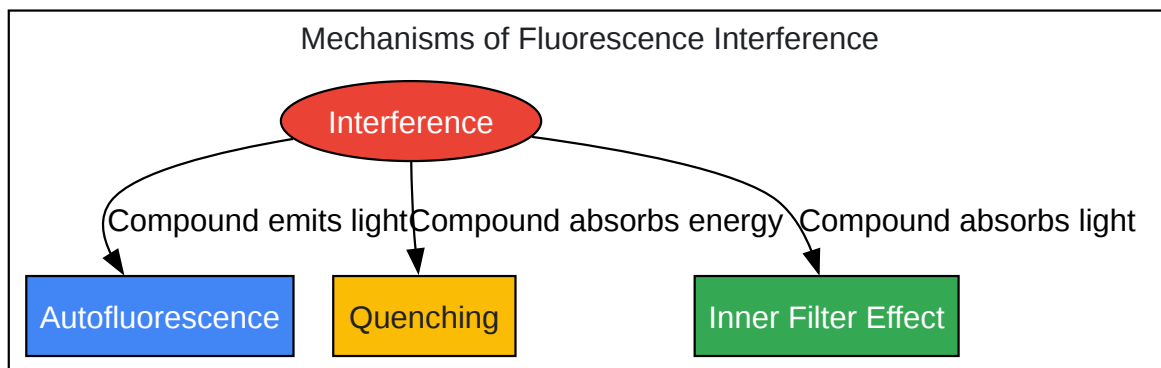 Mechanisms of Fluorescence Interference
Interference
Compound emits light
Compound absorbs energy
Compound absorbs light
Autofluorescence
Quenching
Inner Filter Effect